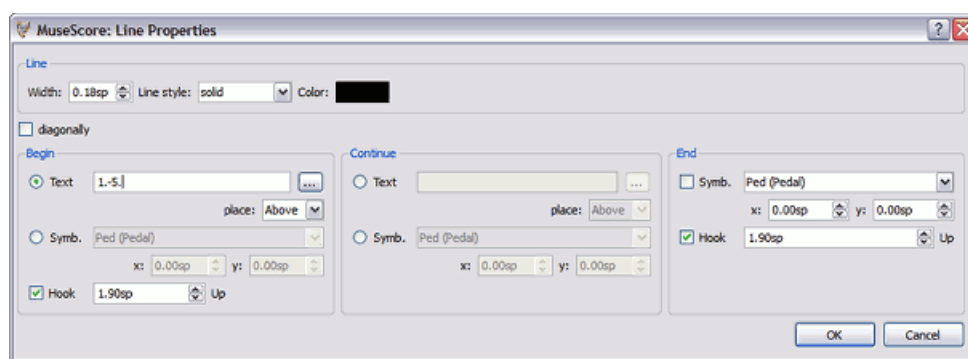 MuseScore: Line Properties
Line
Width: 0.18sp Line style: solid Color:
diagonally
Begin
Text 1.-5.
...
place: Above
Symb. Ped (Pedal)
x: 0.00sp y: 0.00sp
Hook 1.90sp Up
Continue
Text
...
place: Above
Symb. Ped (Pedal)
x: 0.00sp y: 0.00sp
End
Symb. Ped (Pedal)
x: 0.00sp y: 0.00sp
Hook 1.90sp Up
OK Cancel